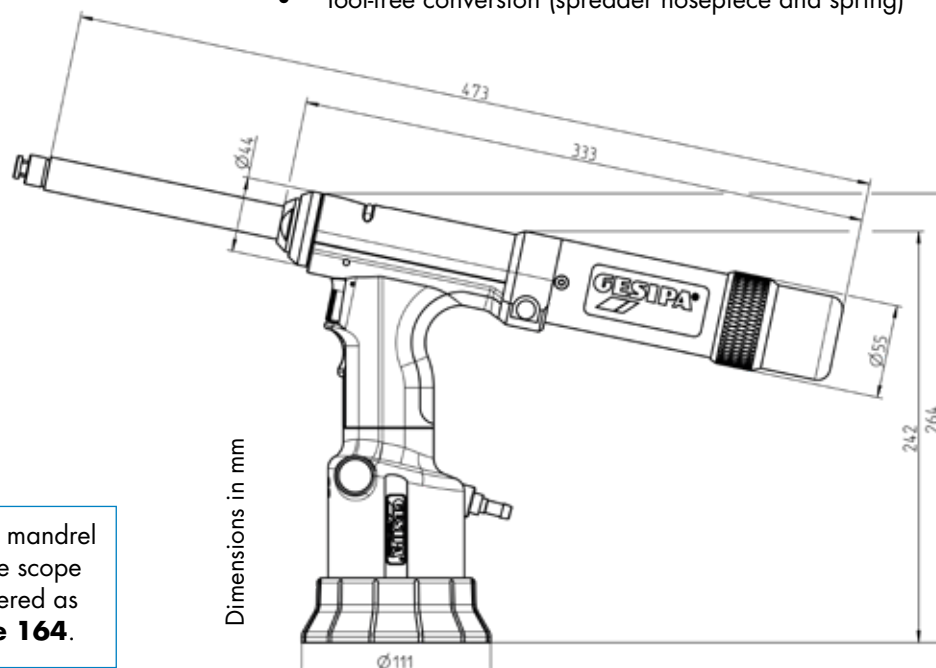 Tool-free conversion (spreader nosepiece and spring)
473
333
Ø44
GESIPA®
Ø55
242
264
Dimensions in mm
GESIPA
mandrel
e scope
ered as
e 164.
Ø111